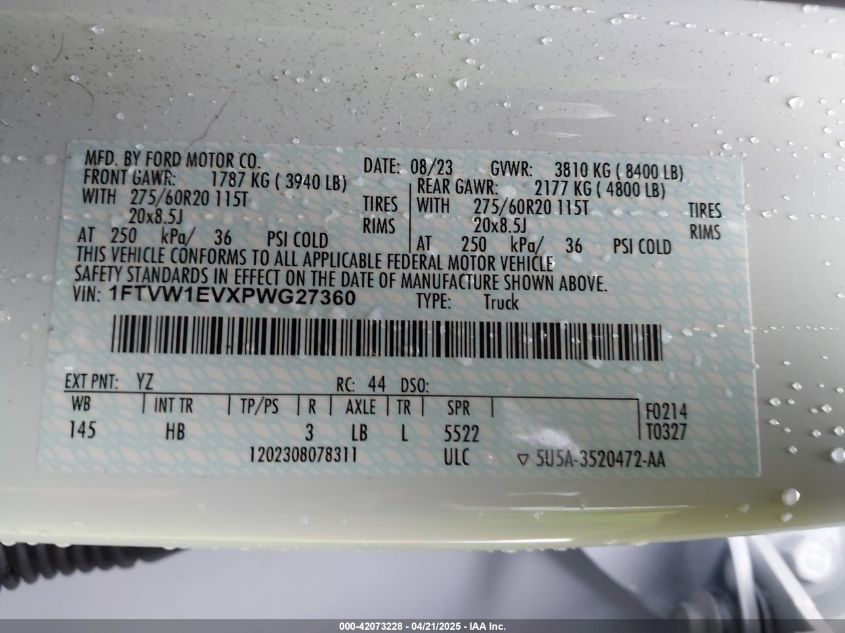 MFD. BY FORD MOTOR CO. DATE: 08/23 GVWR: 3810 KG ( 8400 LB)
FRONT GAWR: 1787 KG ( 3940 LB) REAR GAWR: 2177 KG ( 4800 LB)
WITH 275/60R20 115T TIRES WITH 275/60R20 115T TIRES
20x8.5J RIMS 20x8.5J RIMS
AT 250 kPa/ 36 PSI COLD AT 250 kPa/ 36 PSI COLD
THIS VEHICLE CONFORMS TO ALL APPLICABLE FEDERAL MOTOR VEHICLE
SAFETY STANDARDS IN EFFECT ON THE DATE OF MANUFACTURE SHOWN ABOVE.
VIN: 1FTVW1EVXPWG27360 TYPE: Truck
EXT PNT: YZ RC: 44 DSO:
WB INT TR TP/PS R AXLE TR SPR F0214
145 HB 3 LB L 5522 T0327
1202308078311 ULC ▽ 5U5A-3520472-AA
000-42073228 - 04/21/2025 - IAA Inc.